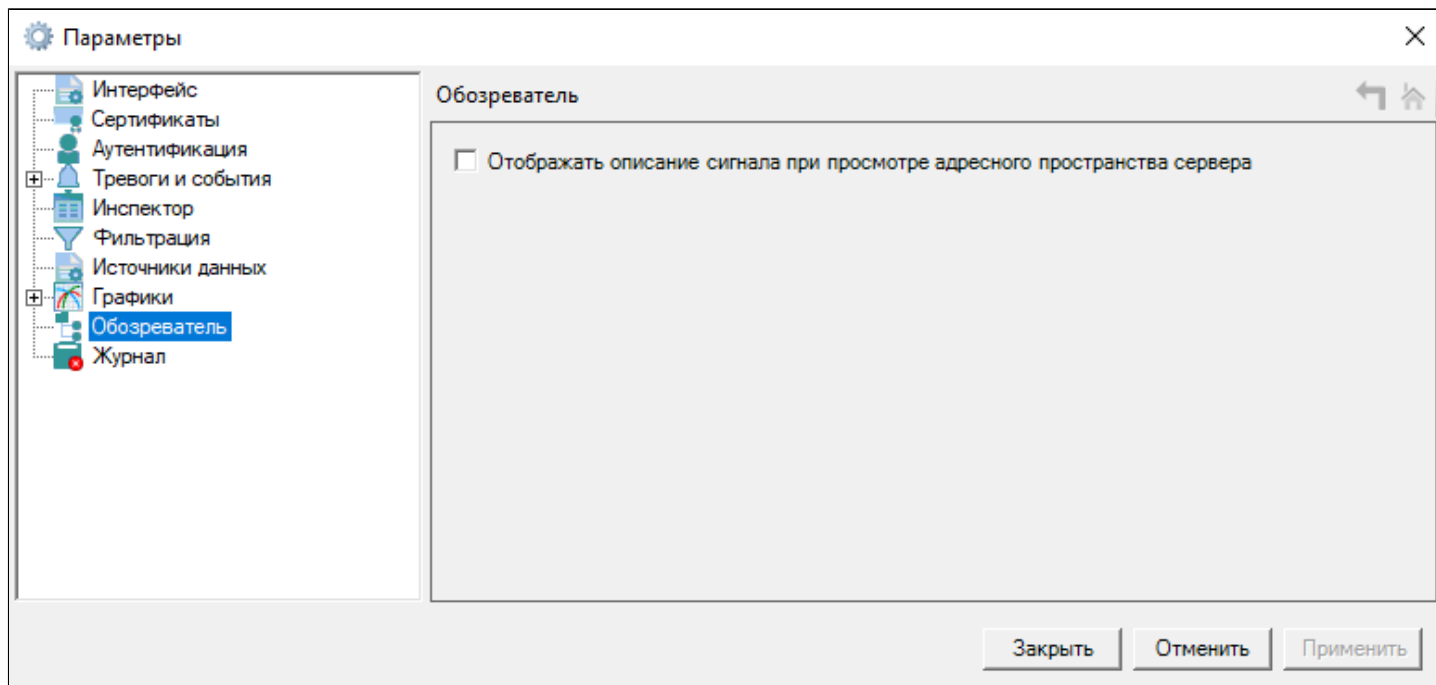 Параметры
Интерфейс
Сертификаты
Аутентификация
Тревоги и события
Инспектор
Фильтрация
Источники данных
Графики
Обозреватель
Журнал
Обозреватель
Отображать описание сигнала при просмотре адресного пространства сервера
Закрыть
Отменить
Применить